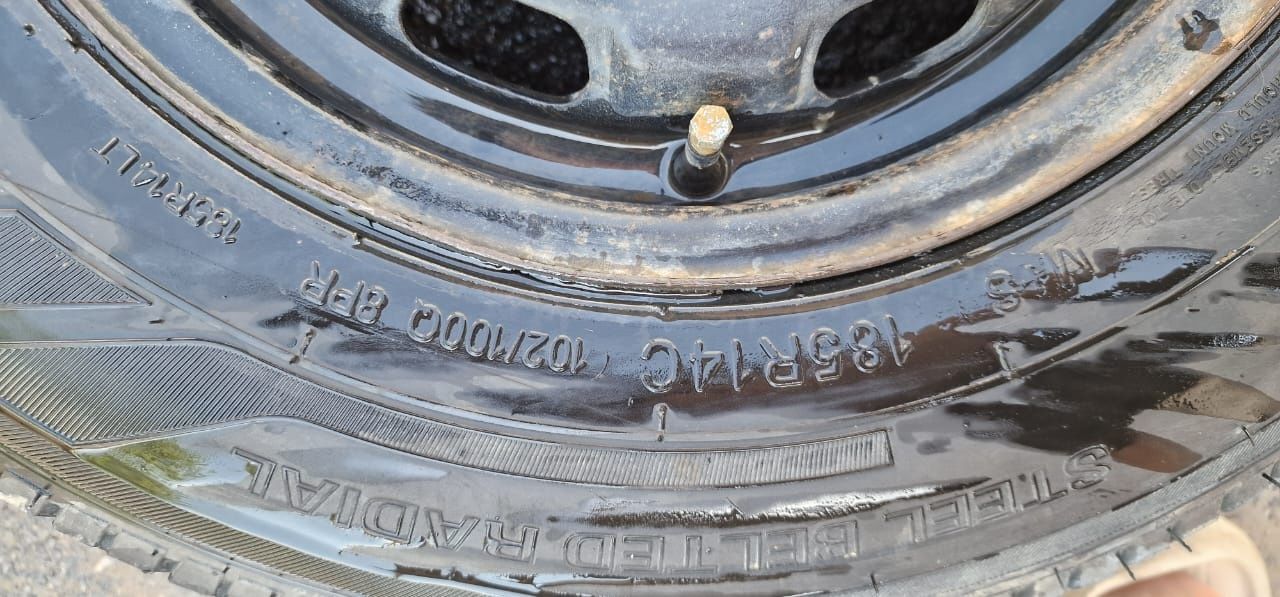 M+S
185R14C 102/100Q 8PR
185R14LT
STEEL BELTED RADIAL